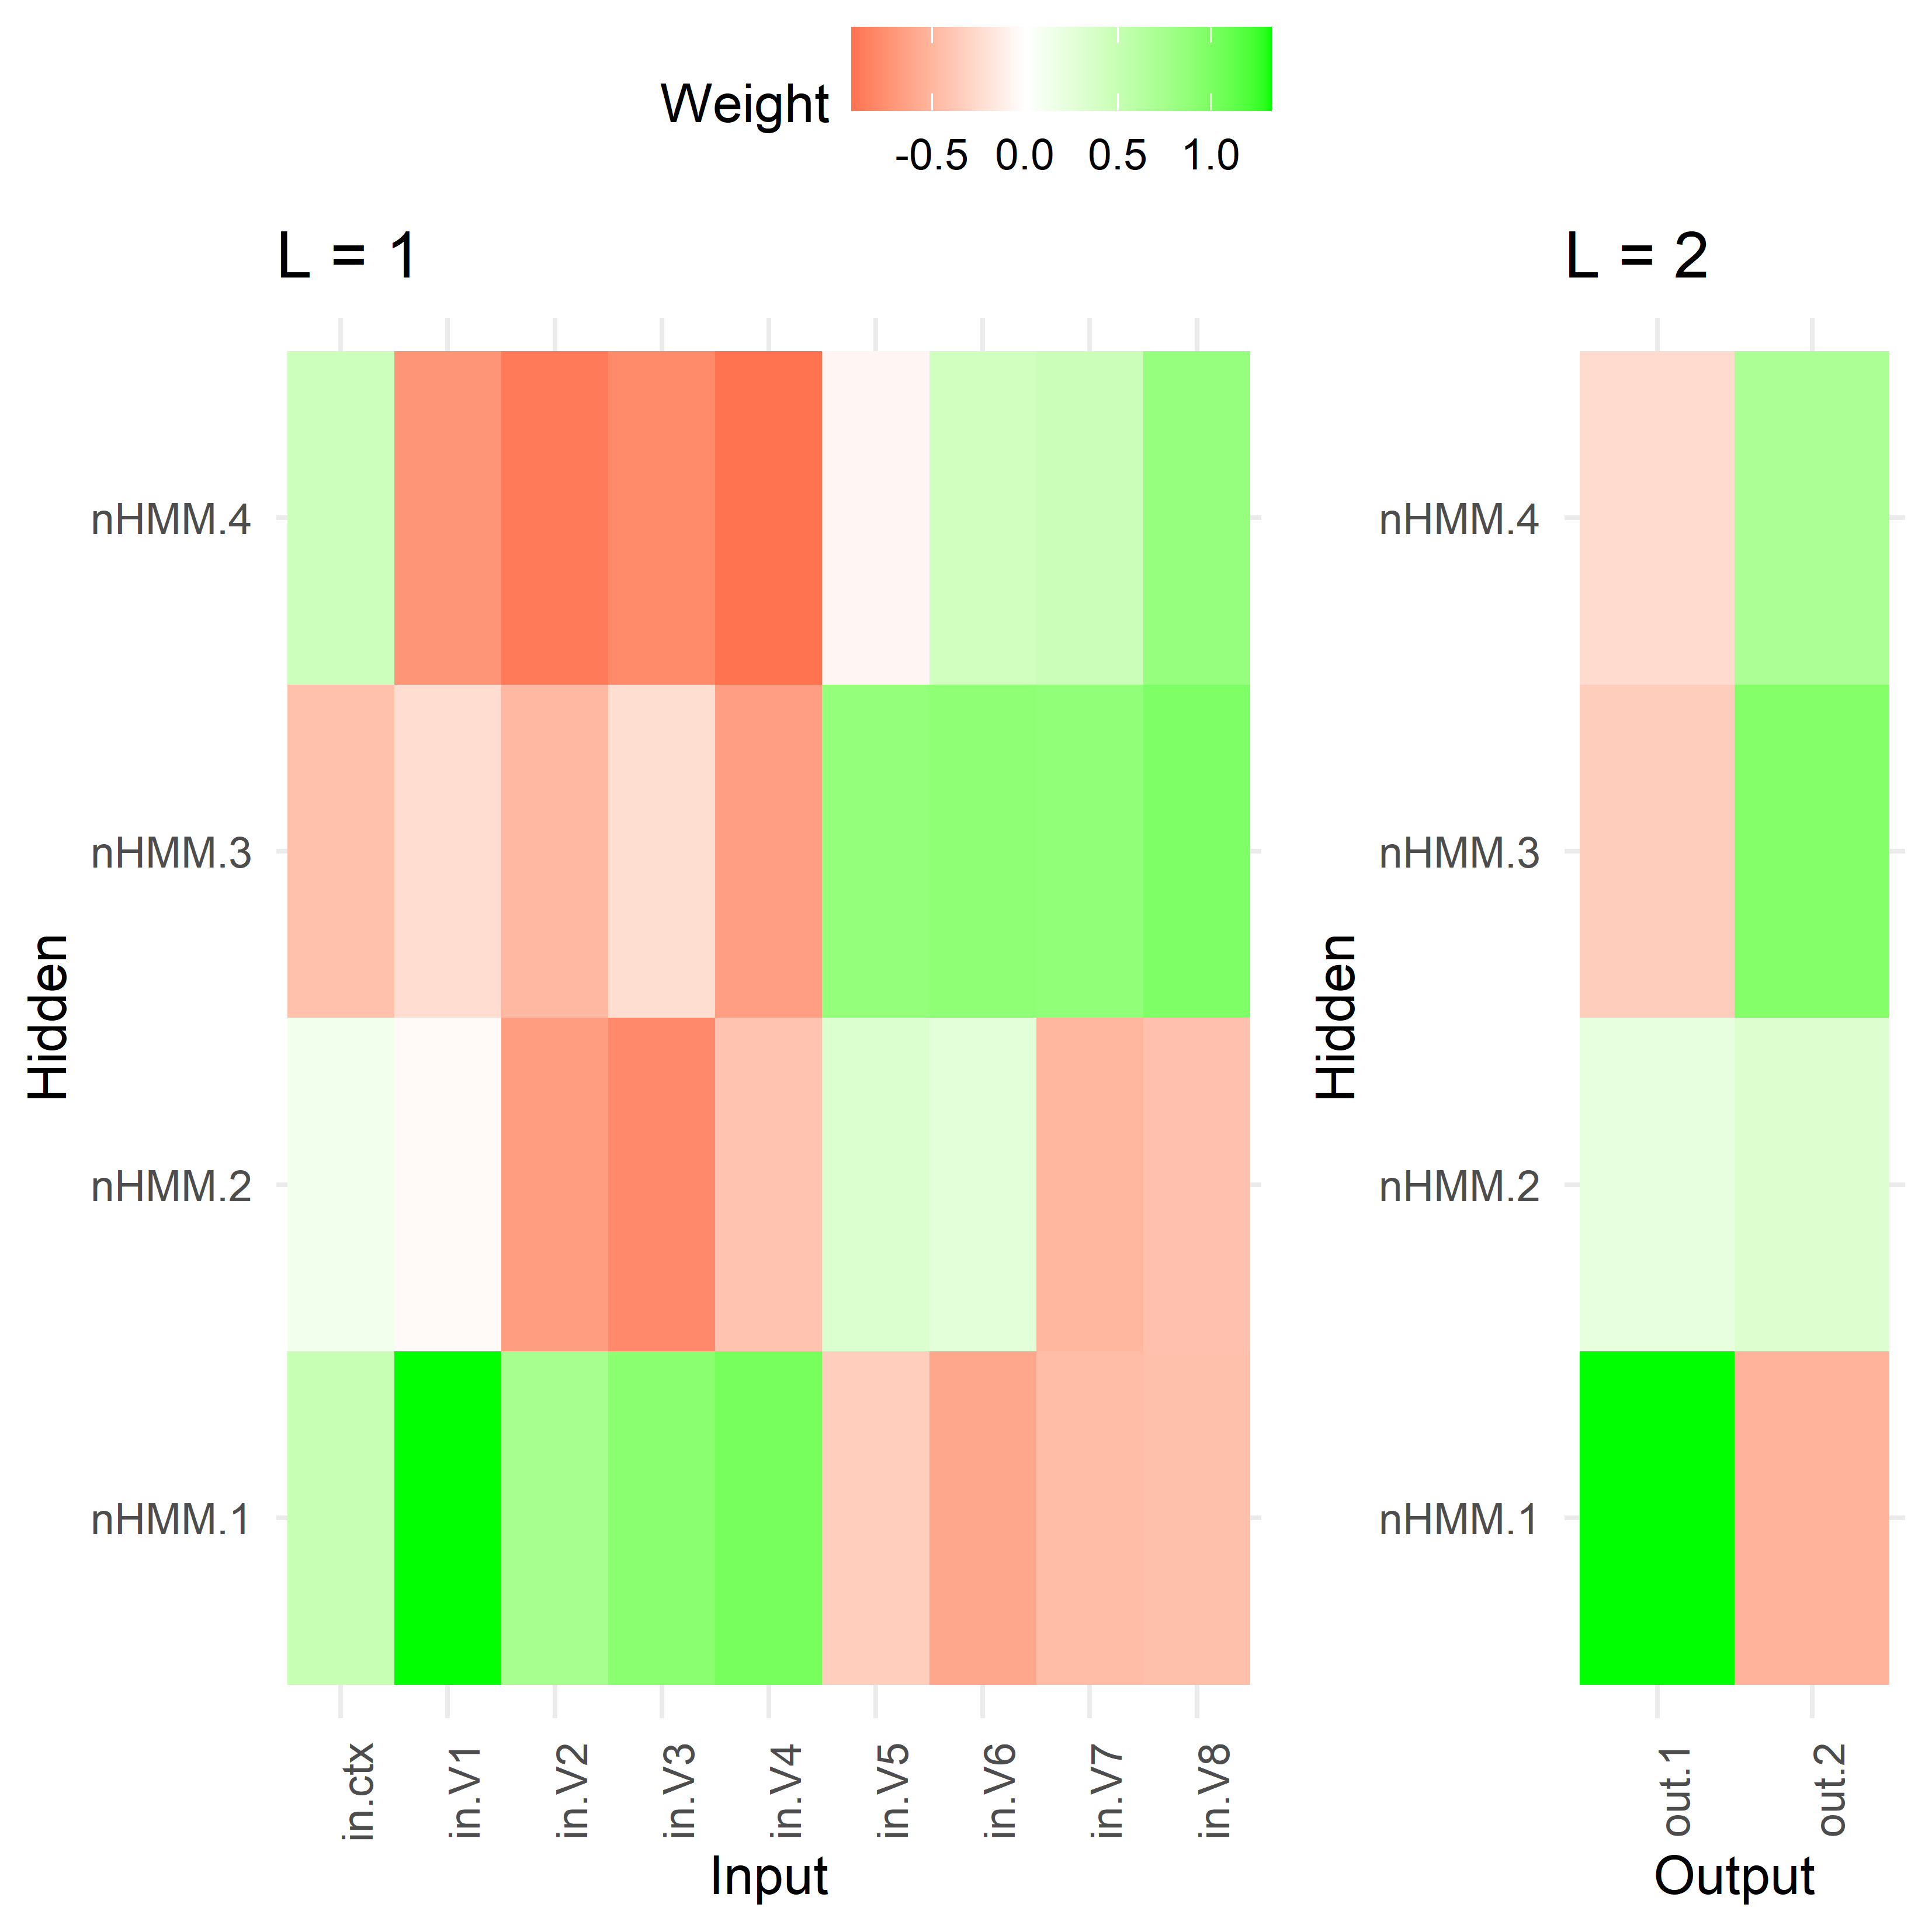 Weight
-0.5 0.0 0.5 1.0
L = 1
L = 2
Hidden
nHMM.4
nHMM.3
nHMM.2
nHMM.1
in.ctx in.V1 in.V2 in.V3 in.V4 in.V5 in.V6 in.V7 in.V8
Input
Hidden
nHMM.4
nHMM.3
nHMM.2
nHMM.1
out.1 out.2
Output